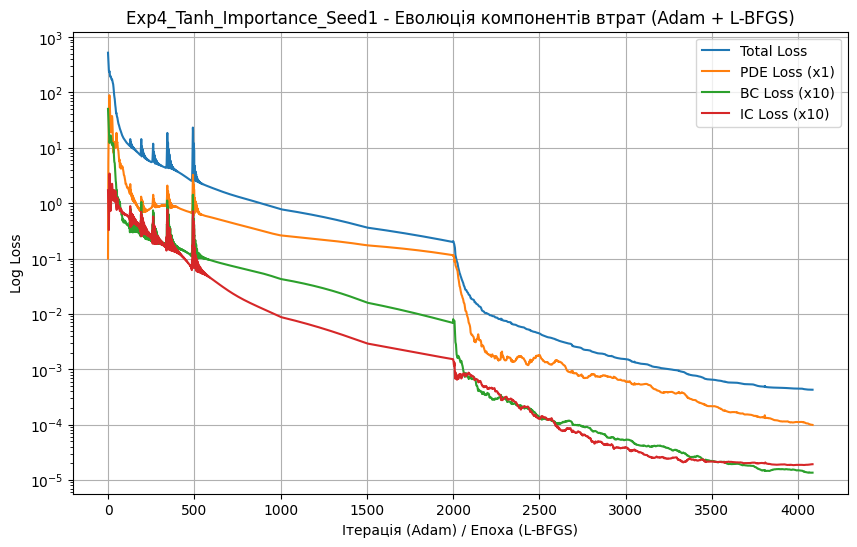 Exp4_Tanh_Importance_Seed1 - Еволюція компонентів втрат (Adam + L-BFGS)
Total Loss
PDE Loss (x1)
BC Loss (x10)
IC Loss (x10)
Log Loss
10³
10²
10¹
10⁰
10⁻¹
10⁻²
10⁻³
10⁻⁴
10⁻⁵
0 500 1000 1500 2000 2500 3000 3500 4000
Ітерація (Adam) / Епоха (L-BFGS)